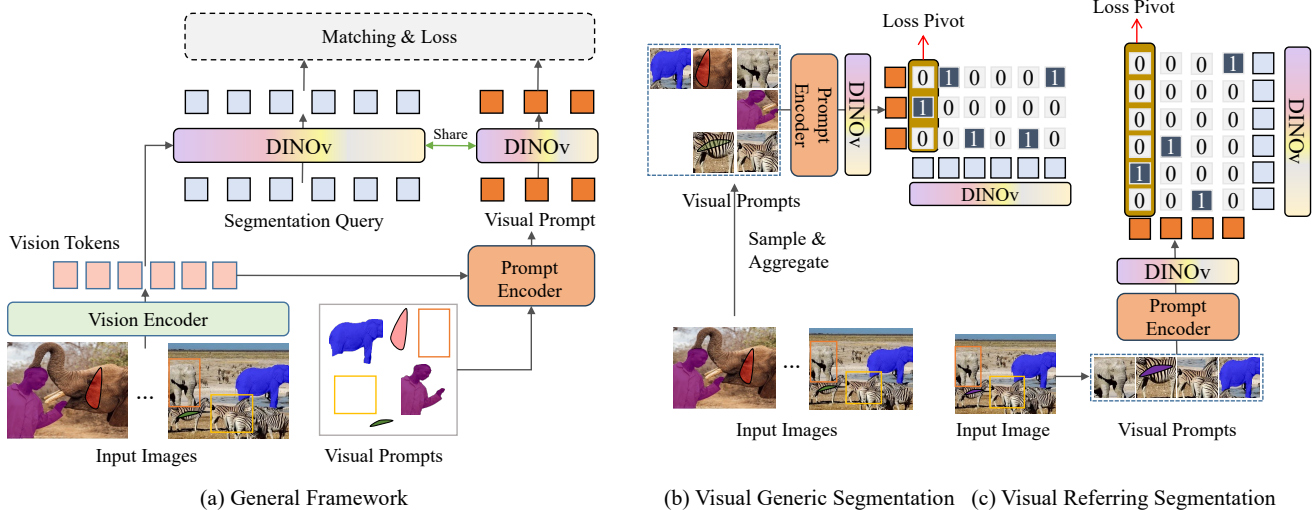 Matching & Loss
DINOv
Share
DINOv
Segmentation Query
Visual Prompt
Vision Tokens
Prompt
Encoder
Vision Encoder
...
Input Images
Visual Prompts
(a) General Framework
Loss Pivot
Prompt
Encoder
DINOv
0 1 0 0 0 1
1 0 0 0 0 0
0 0 1 0 1 0
DINOv
Visual Prompts
Sample &
Aggregate
...
Input Images
(b) Visual Generic Segmentation
Loss Pivot
0 0 0 1
0 0 0 0
0 0 0 0
0 1 0 0
1 0 0 0
0 0 1 0
DINOv
DINOv
Prompt
Encoder
Input Image
Visual Prompts
(c) Visual Referring Segmentation